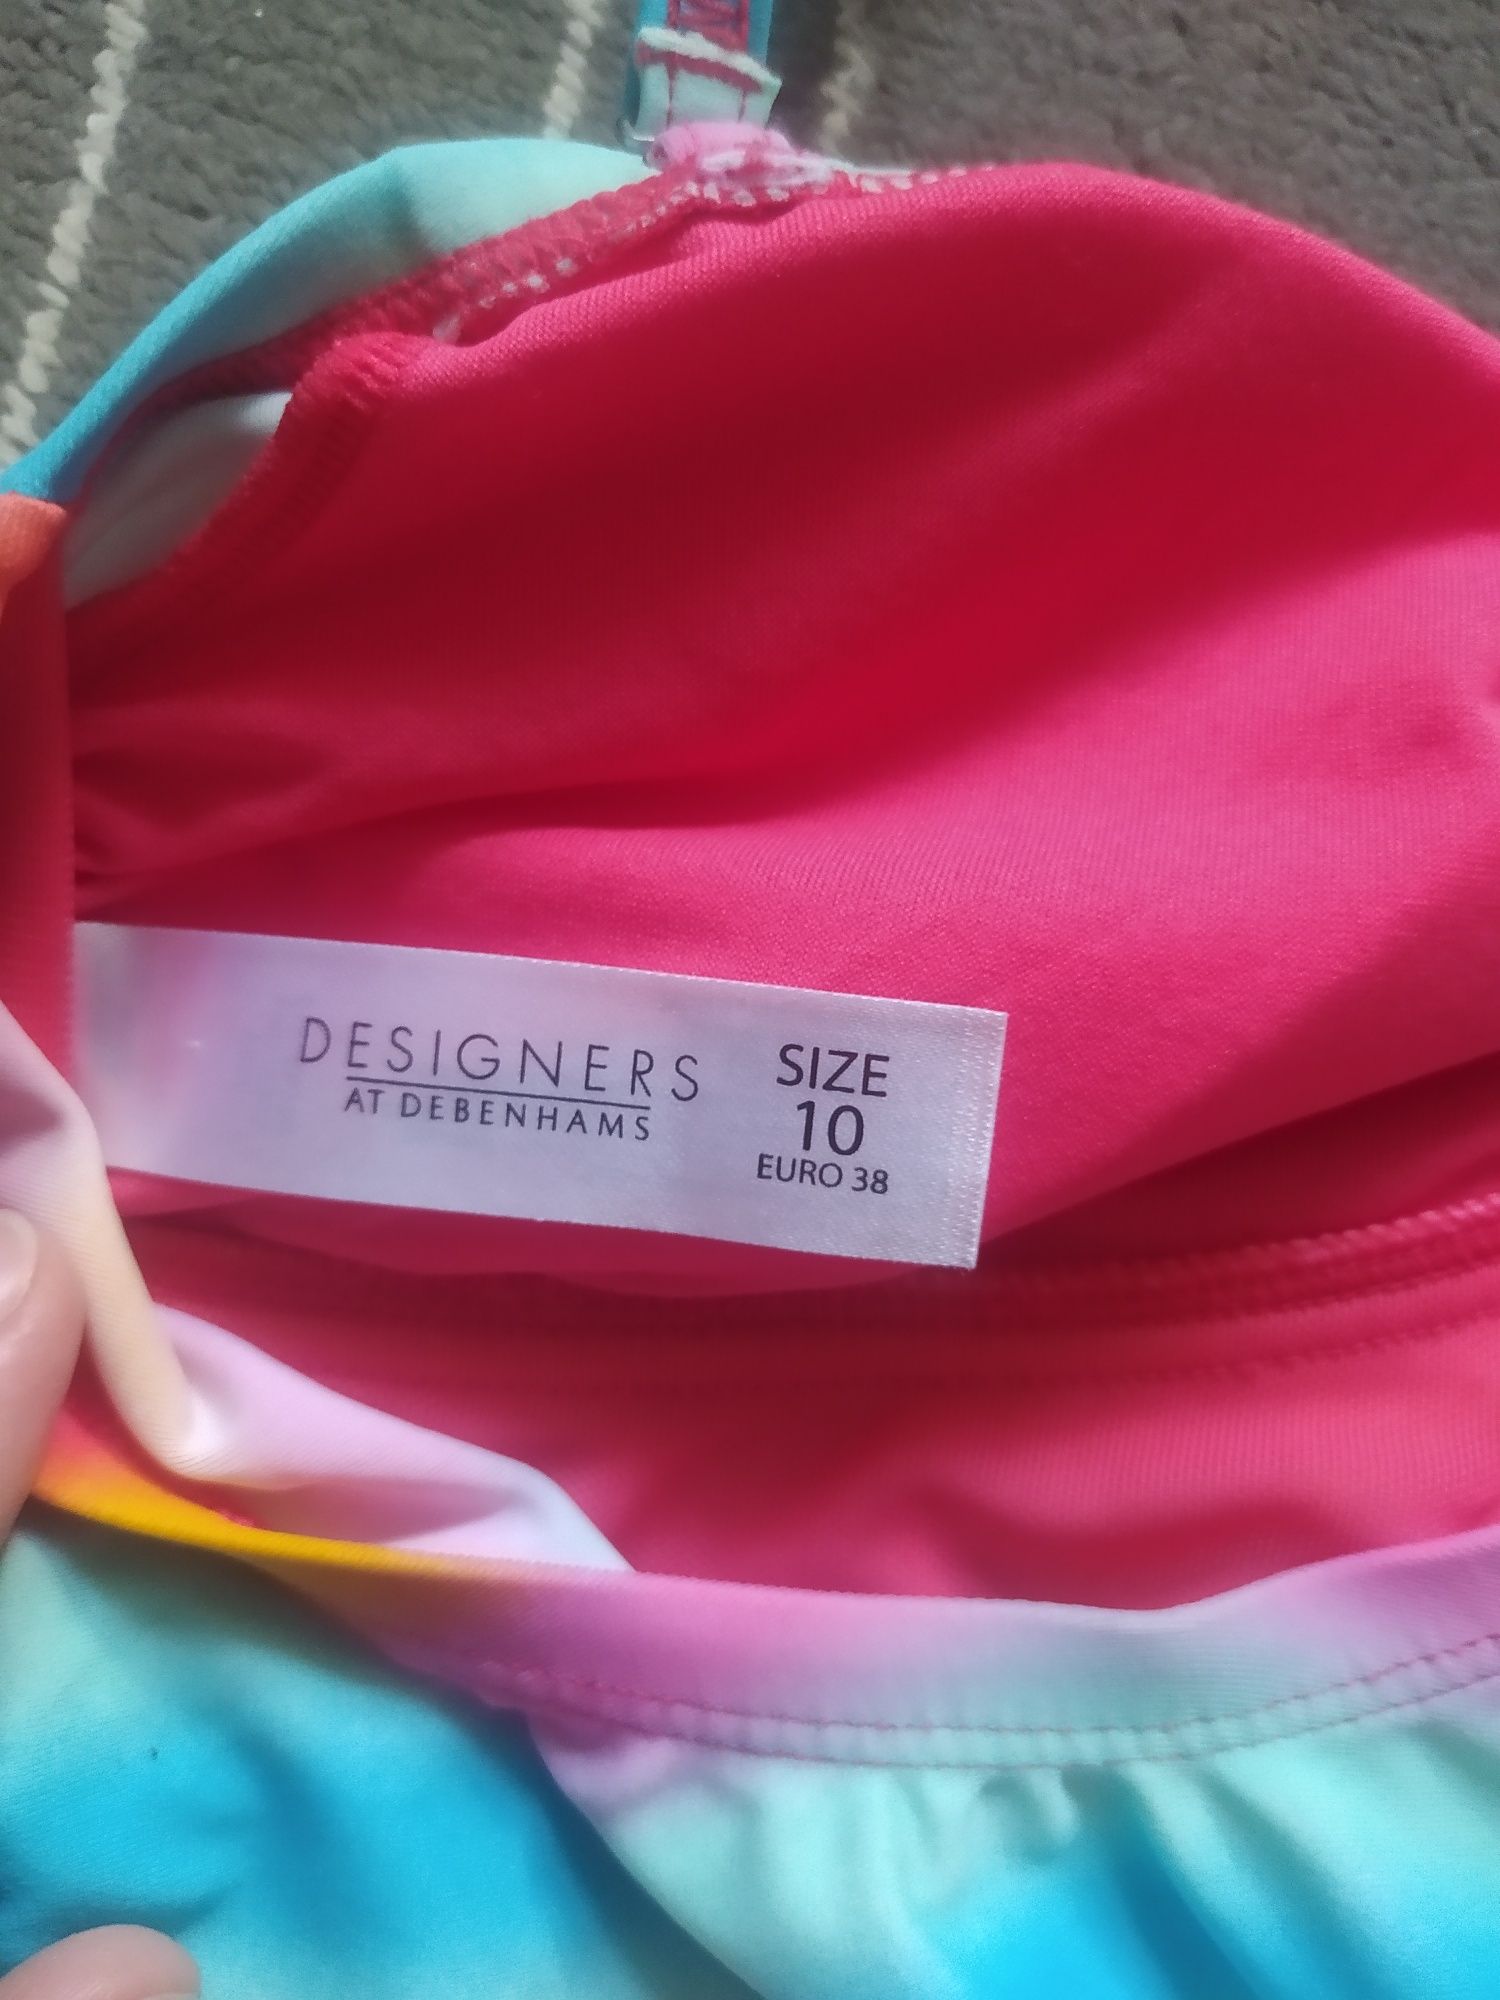 DESIGNERS
AT DEBENHAMS
SIZE
10
EURO 38